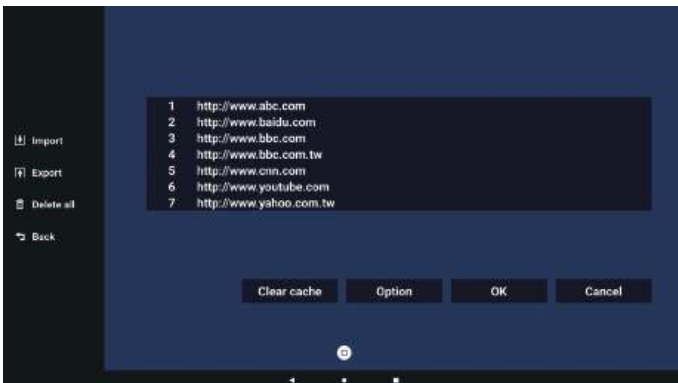 Import
Export
Delete all
Back
1 http://www.abc.com
2 http://www.baidu.com
3 http://www.bbc.com
4 http://www.bbc.com.tw
5 http://www.cnn.com
6 http://www.youtube.com
7 http://www.yahoo.com.tw
Clear cache Option OK Cancel